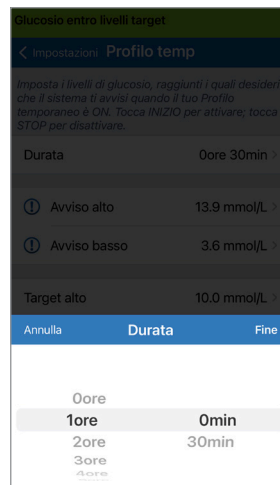 Glucosio entro livelli target
< Impostazioni Profilo temp
Imposta i livelli di glucosio, raggiunti i quali desideri
che il sistema ti avvisi quando il tuo Profilo
temporaneo è ON. Tocca INIZIO per attivare; tocca
STOP per disattivare.
Durata 0ore 30min >
Avviso alto 13.9 mmol/L >
Avviso basso 3.6 mmol/L >
Target alto 10.0 mmol/L >
Annulla Durata Fine
0ore
1ore 0min
2ore 30min
3ore
4ore